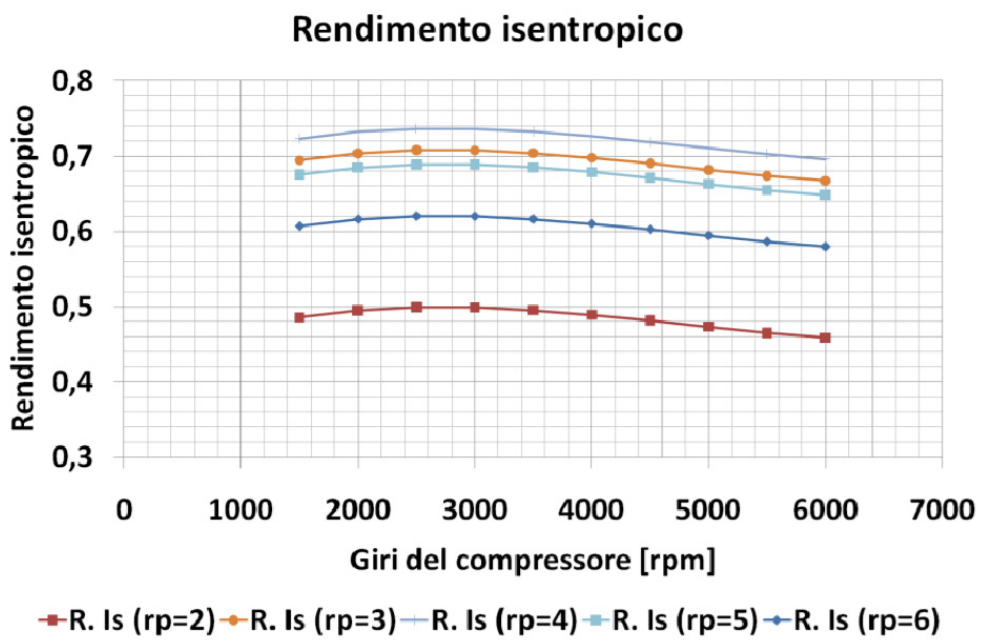 Rendimento isentropico
Rendimento isentropico
0,8
0,7
0,6
0,5
0,4
0,3
0 1000 2000 3000 4000 5000 6000 7000
Giri del compressore [rpm]
R. Is (rp=2) R. Is (rp=3) R. Is (rp=4) R. Is (rp=5) R. Is (rp=6)